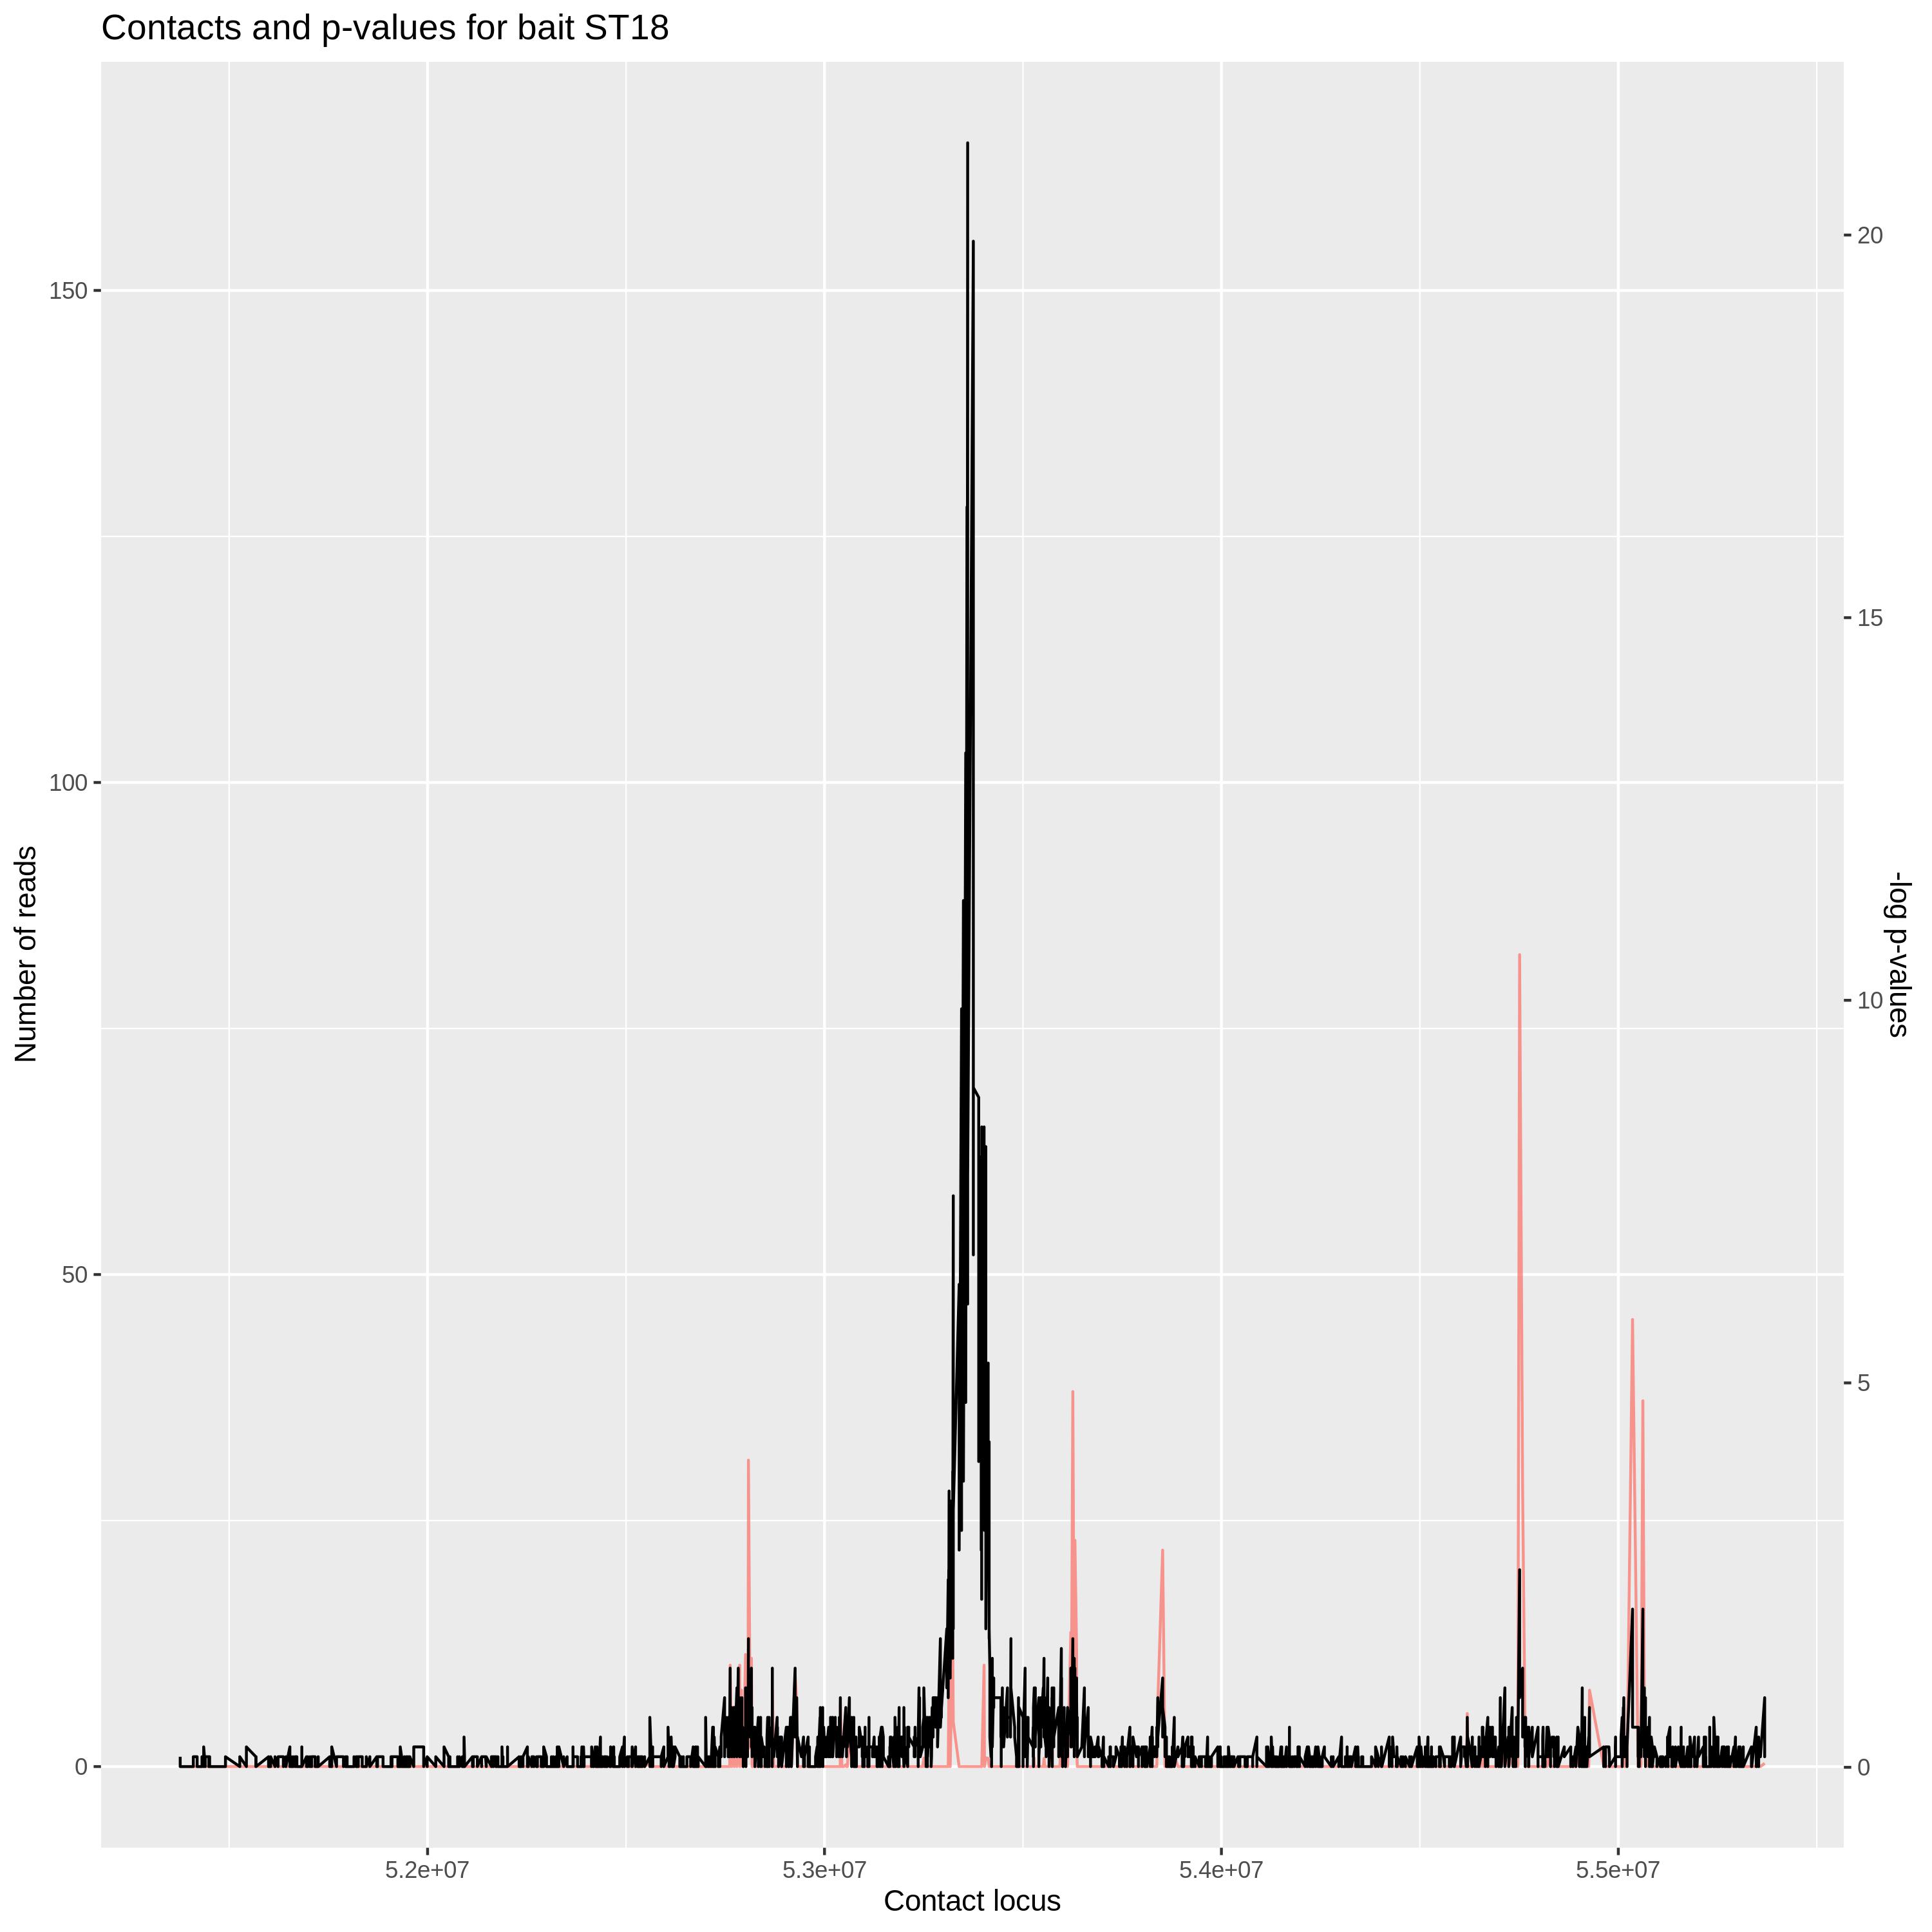 Contacts and p-values for bait ST18
Number of reads
150
100
50
0
20
15
10
5
0
-log p-values
5.2e+07 5.3e+07 5.4e+07 5.5e+07
Contact locus